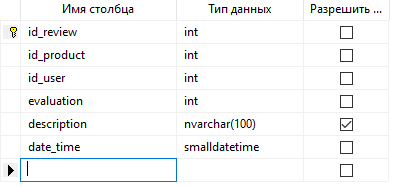 Имя столбца Тип данных Разрешить ...
id_review int
id_product int
id_user int
evaluation int
description nvarchar(100)
date_time smalldatetime